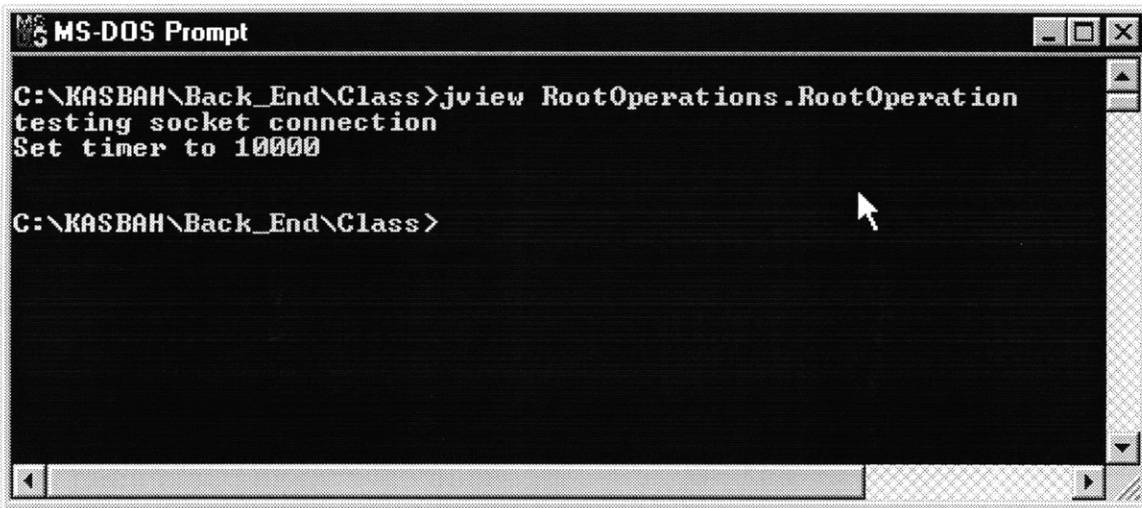 MS-DOS Prompt
C:\KASBAH\Back_End\Class>jview RootOperations.RootOperation
testing socket connection
Set timer to 10000
C:\KASBAH\Back_End\Class>